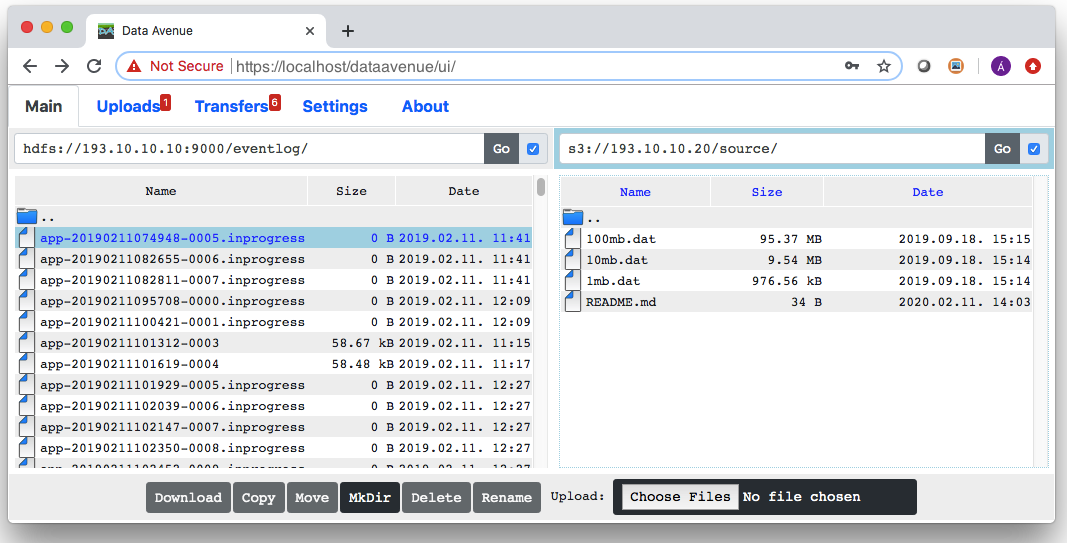 Data Avenue
Not Secure https://localhost/dataavenue/ui/ Á
Main Uploads 1 Transfers 6 Settings About
hdfs://193.10.10.10:9000/eventlog/ Go
s3://193.10.10.20/source/ Go
Name Size Date
..
app-20190211074948-0005.inprogress 0 B 2019.02.11. 11:41
app-20190211082655-0006.inprogress 0 B 2019.02.11. 11:41
app-20190211082811-0007.inprogress 0 B 2019.02.11. 11:41
app-20190211095708-0000.inprogress 0 B 2019.02.11. 12:09
app-20190211100421-0001.inprogress 0 B 2019.02.11. 12:09
app-20190211101312-0003 58.67 kB 2019.02.11. 11:15
app-20190211101619-0004 58.48 kB 2019.02.11. 11:17
app-20190211101929-0005.inprogress 0 B 2019.02.11. 12:27
app-20190211102039-0006.inprogress 0 B 2019.02.11. 12:27
app-20190211102147-0007.inprogress 0 B 2019.02.11. 12:27
app-20190211102350-0008.inprogress 0 B 2019.02.11. 12:27
Name Size Date
..
100mb.dat 95.37 MB 2019.09.18. 15:15
10mb.dat 9.54 MB 2019.09.18. 15:14
1mb.dat 976.56 kB 2019.09.18. 15:14
README.md 34 B 2020.02.11. 14:03
Download Copy Move MkDir Delete Rename Upload: Choose Files No file chosen